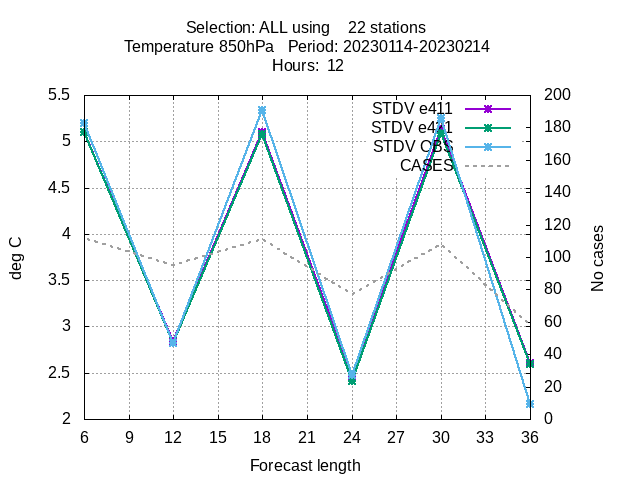 Selection: ALL using 22 stations
Temperature 850hPa Period: 20230114-20230214
Hours: 12
5.5
5
4.5
4
3.5
3
2.5
2
200
180
160
140
120
100
80
60
40
20
0
STDV e411
STDV e411
STDV OBS
CASES
deg C
No cases
6 9 12 15 18 21 24 27 30 33 36
Forecast length